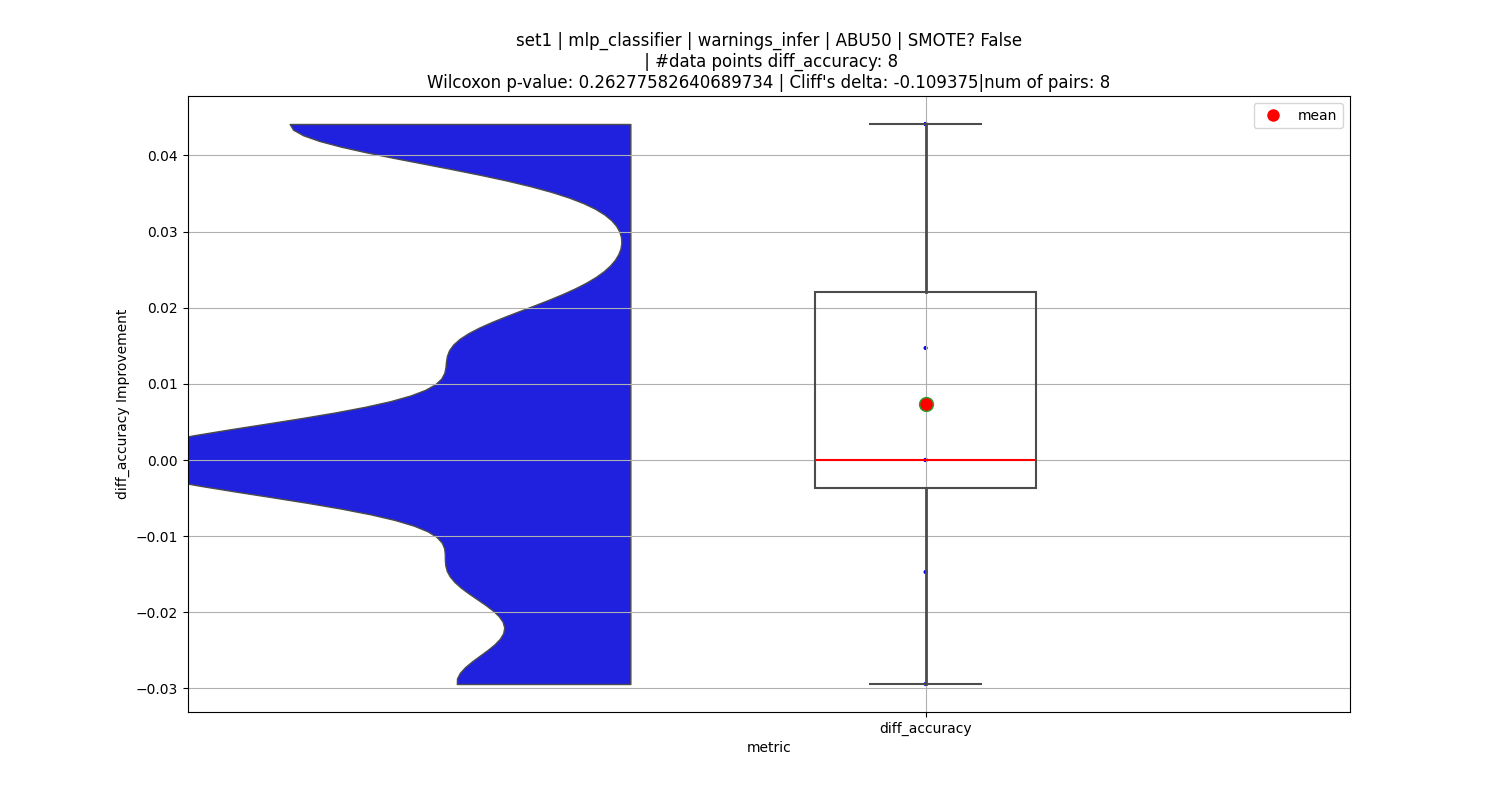 set1 | mlp_classifier | warnings_infer | ABU50 | SMOTE? False
| #data points diff_accuracy: 8
Wilcoxon p-value: 0.26277582640689734 | Cliff's delta: -0.109375|num of pairs: 8
mean
0.04
0.03
0.02
0.01
0.00
−0.01
−0.02
−0.03
diff_accuracy Improvement
diff_accuracy
metric